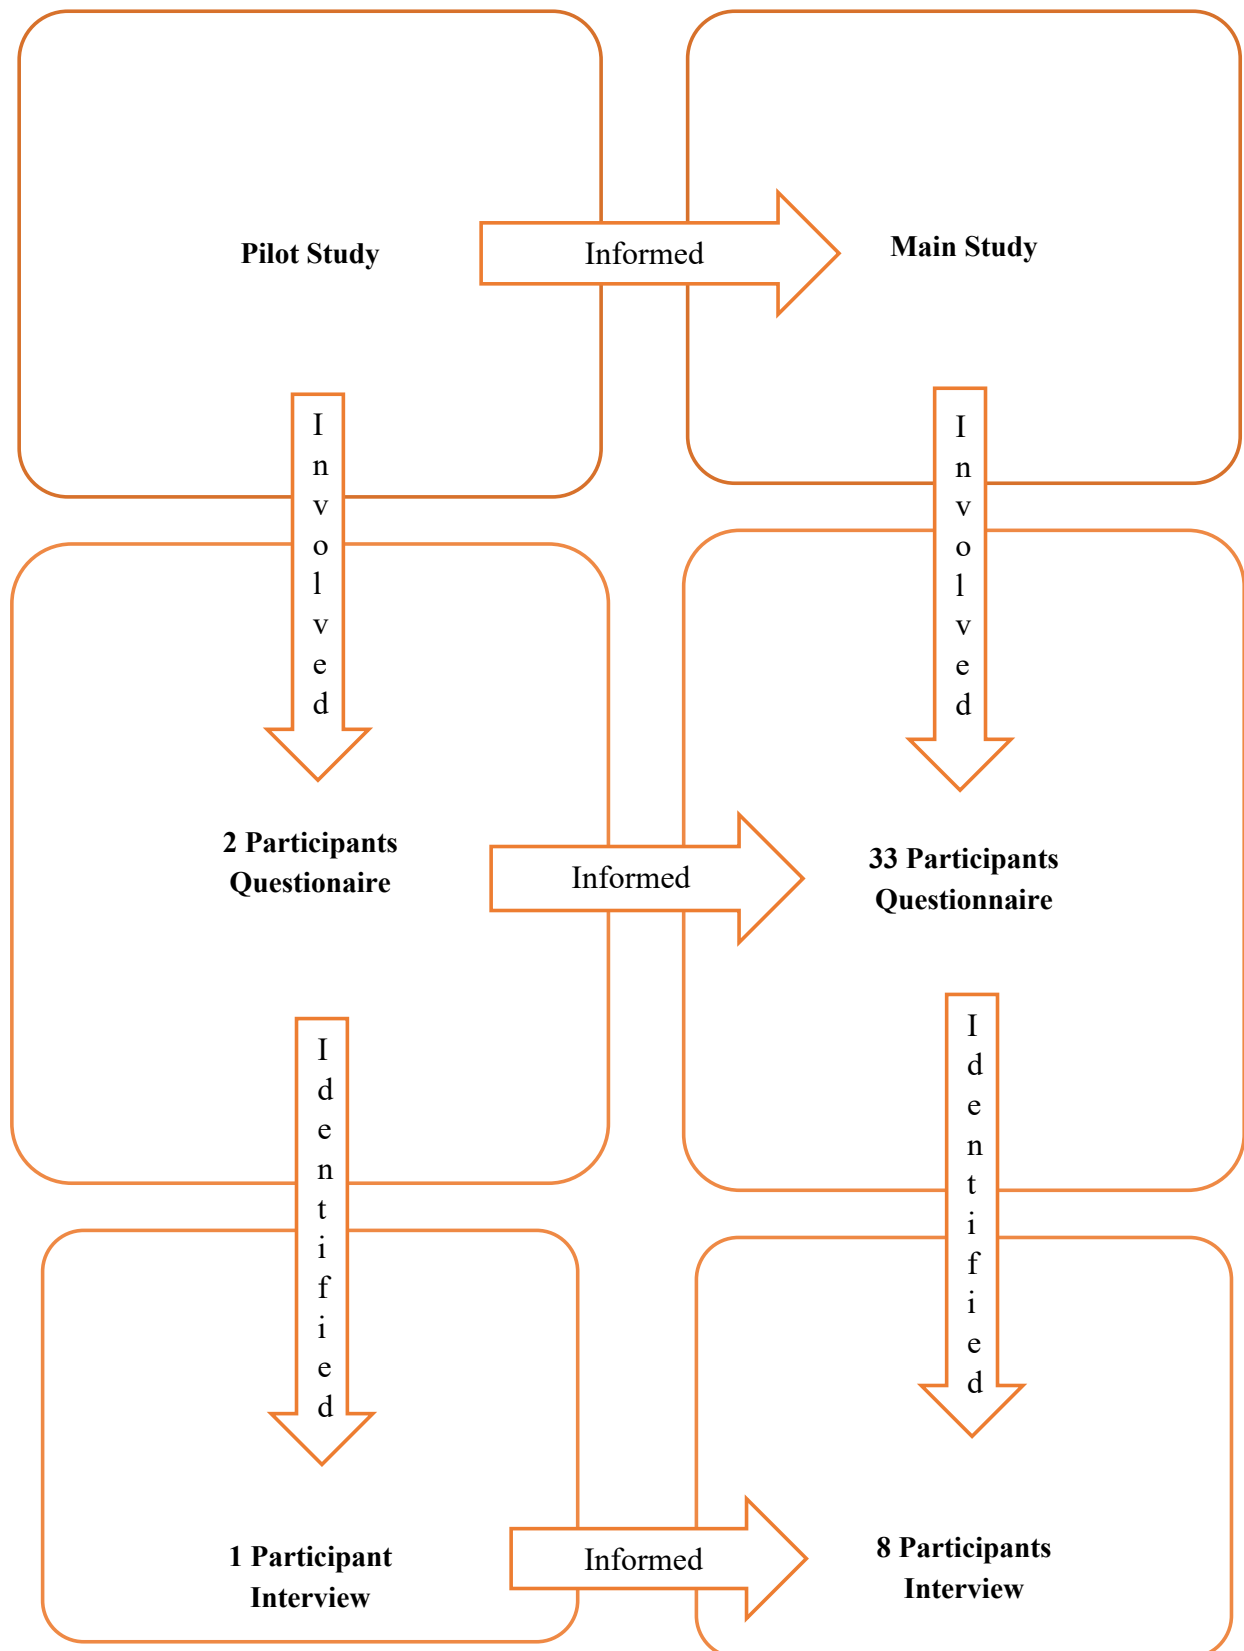 Pilot Study
Informed
Main Study
Involved
Involved
2 Participants
Questionaire
Informed
33 Participants
Questionnaire
Identified
Identified
1 Participant
Interview
Informed
8 Participants
Interview